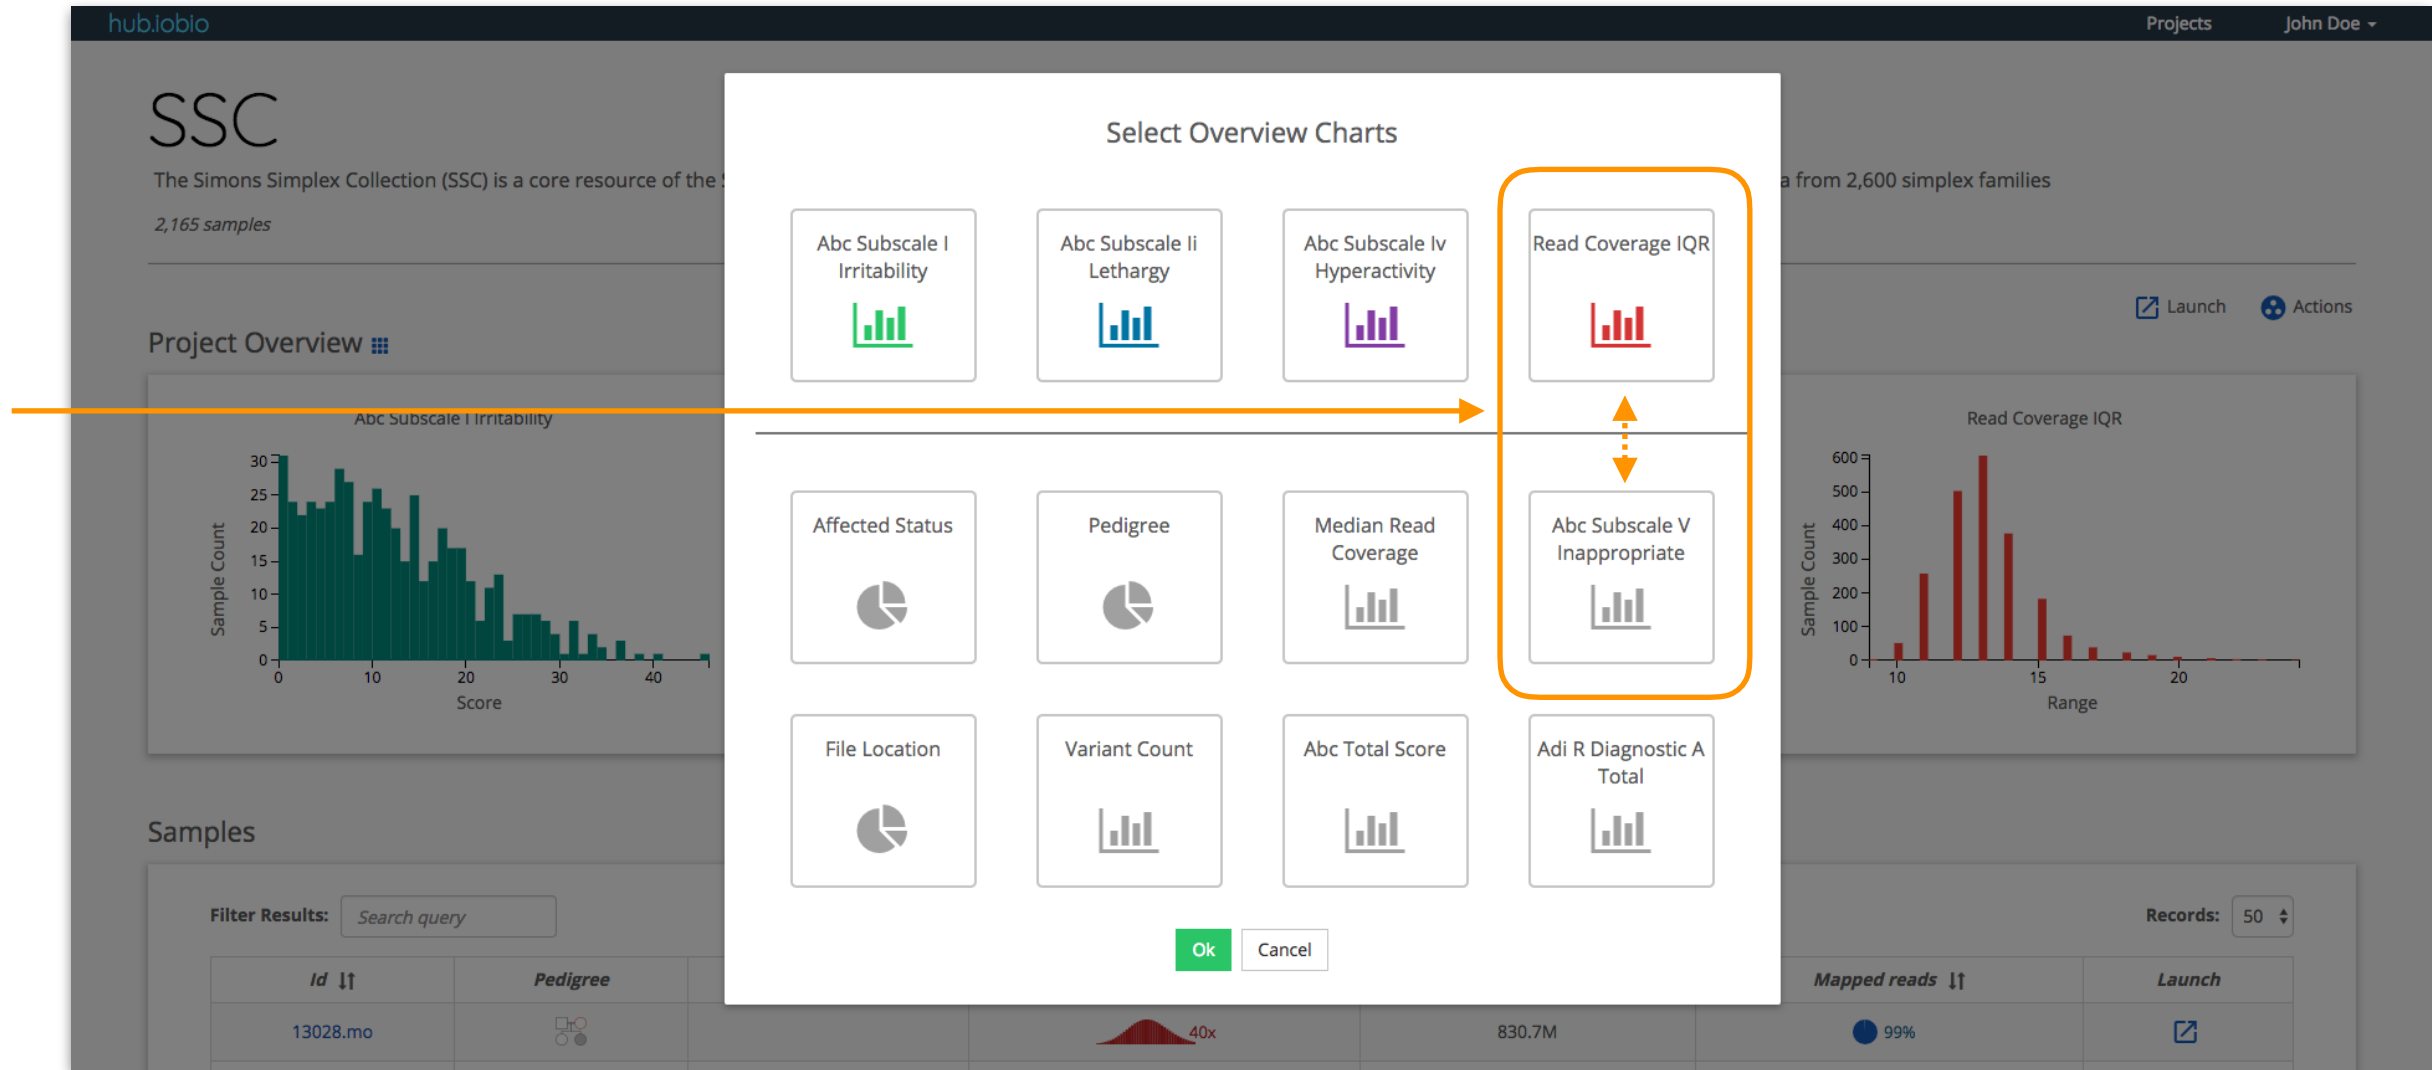 hub.iobio
Projects
John Doe
SSC
The Simons Simplex Collection (SSC) is a core resource of the
a from 2,600 simplex families
2,165 samples
Launch
Actions
Project Overview
Abc Subscale I Irritability
30
25
20
15
10
5
0
Sample Count
0 10 20 30 40
Score
Select Overview Charts
Abc Subscale I
Irritability
Abc Subscale Ii
Lethargy
Abc Subscale Iv
Hyperactivity
Read Coverage IQR
Affected Status
Pedigree
Median Read
Coverage
Abc Subscale V
Inappropriate
File Location
Variant Count
Abc Total Score
Adi R Diagnostic A
Total
Ok
Cancel
Read Coverage IQR
600
500
400
300
200
100
0
Sample Count
10 15 20
Range
Samples
Filter Results:
Search query
Records:
50
Id
Pedigree
Mapped reads
Launch
13028.mo
40x
830.7M
99%